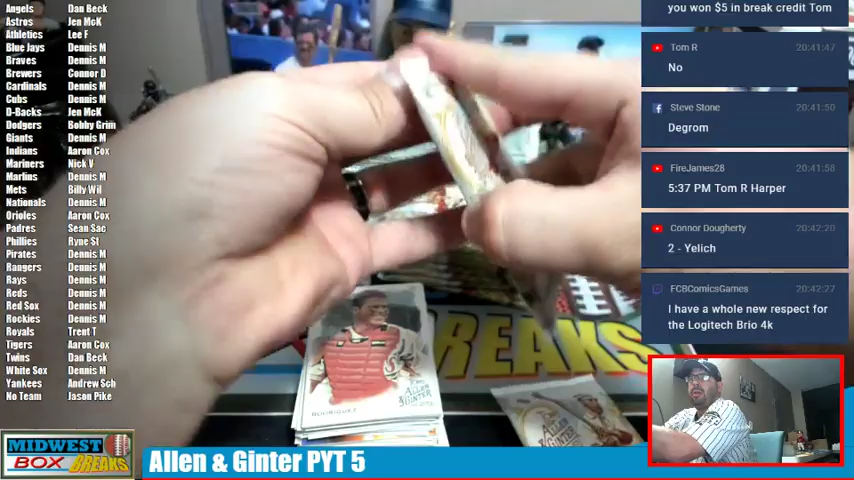 Angels Dan Beck
Astros Jen McK
Athletics Lee F
Blue Jays Dennis M
Braves Dennis M
Brewers Connor D
Cardinals Dennis M
Cubs Dennis M
D-Backs Jen McK
Dodgers Bobby Grim
Giants Dennis M
Indians Aaron Cox
Mariners Nick V
Marlins Dennis M
Mets Billy Wil
Nationals Dennis M
Orioles Aaron Cox
Padres Sean Sac
Phillies Ryne St
Pirates Dennis M
Rangers Dennis M
Rays Dennis M
Reds Dennis M
Red Sox Dennis M
Rockies Dennis M
Royals Trent T
Tigers Aaron Cox
Twins Dan Beck
White Sox Dennis M
Yankees Andrew Sch
No Team Jason Pike
you won $5 in break credit Tom
Tom R 20:41:47
No
Steve Stone 20:41:50
Degrom
FireJames28 20:41:58
5:37 PM Tom R Harper
Connor Dougherty 20:42:20
2 - Yelich
FCBComicsGames 20:42:27
I have a whole new respect for
the Logitech Brio 4k
BREAKS
TOPPS
ALLEN
& GINTER
RODRIGUEZ
ALLEN
& GINTER
MIDWEST
BOX BREAKS
Allen & Ginter PYT 5